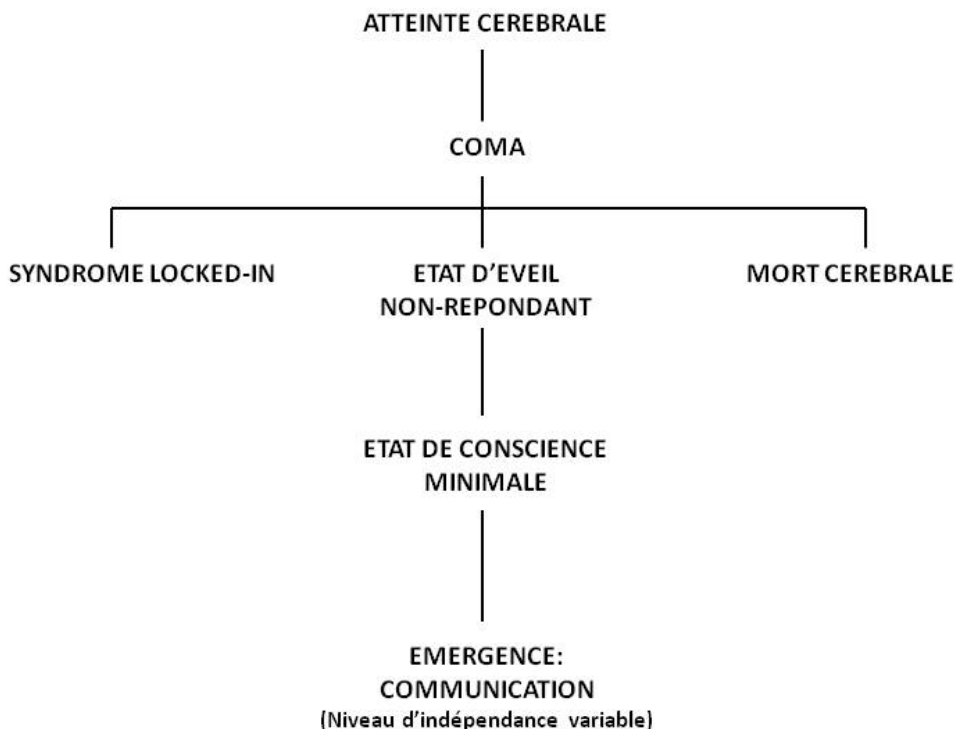 ATTEINTE CEREBRALE
COMA
SYNDROME LOCKED-IN
ETAT D'EVEIL
NON-REPONDANT
MORT CEREBRALE
ETAT DE CONSCIENCE
MINIMALE
EMERGENCE:
COMMUNICATION
(Niveau d'indépendance variable)